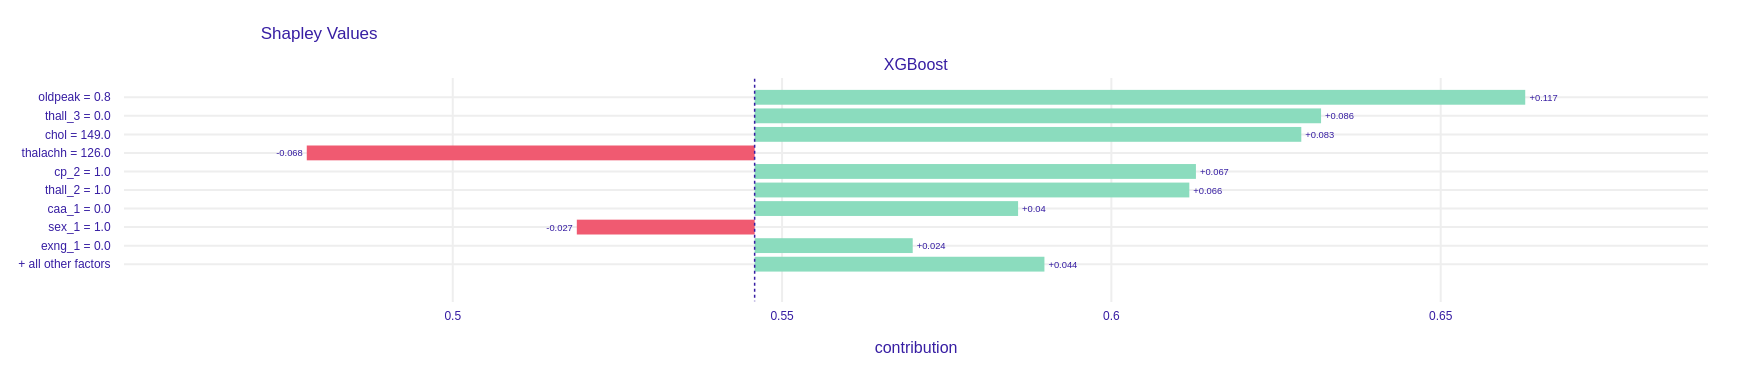 Shapley Values
XGBoost
oldpeak = 0.8 +0.117
thall_3 = 0.0 +0.086
chol = 149.0 +0.083
thalachh = 126.0 -0.068
cp_2 = 1.0 +0.067
thall_2 = 1.0 +0.066
caa_1 = 0.0 +0.04
sex_1 = 1.0 -0.027
exng_1 = 0.0 +0.024
+ all other factors +0.044
0.5 0.55 0.6 0.65
contribution